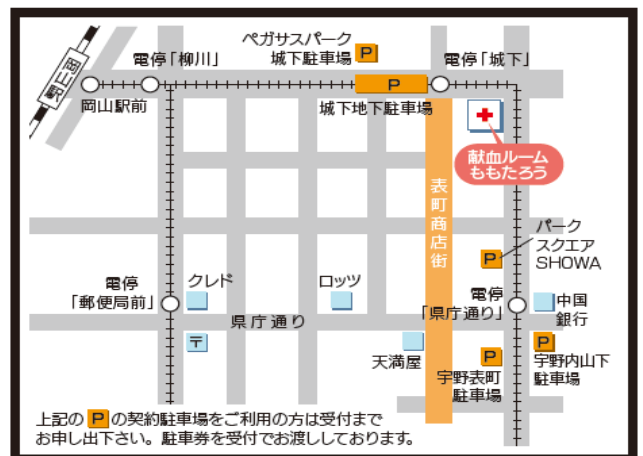 ペガサスパーク
城下駐車場
P
電停「柳川」
電停「城下」
岡山駅
岡山駅前
P
城下地下駐車場
献血ルーム
ももたろう
表町商店街
パーク
スクエア
SHOWA
P
電停
「郵便局前」
クレド
ロッツ
電停
「県庁通り」
中国
銀行
県庁通り
〒
天満屋
P
宇野表町
駐車場
P
宇野内山下
駐車場
上記の P の契約駐車場をご利用の方は受付まで
お申し出下さい。駐車券を受付でお渡ししております。